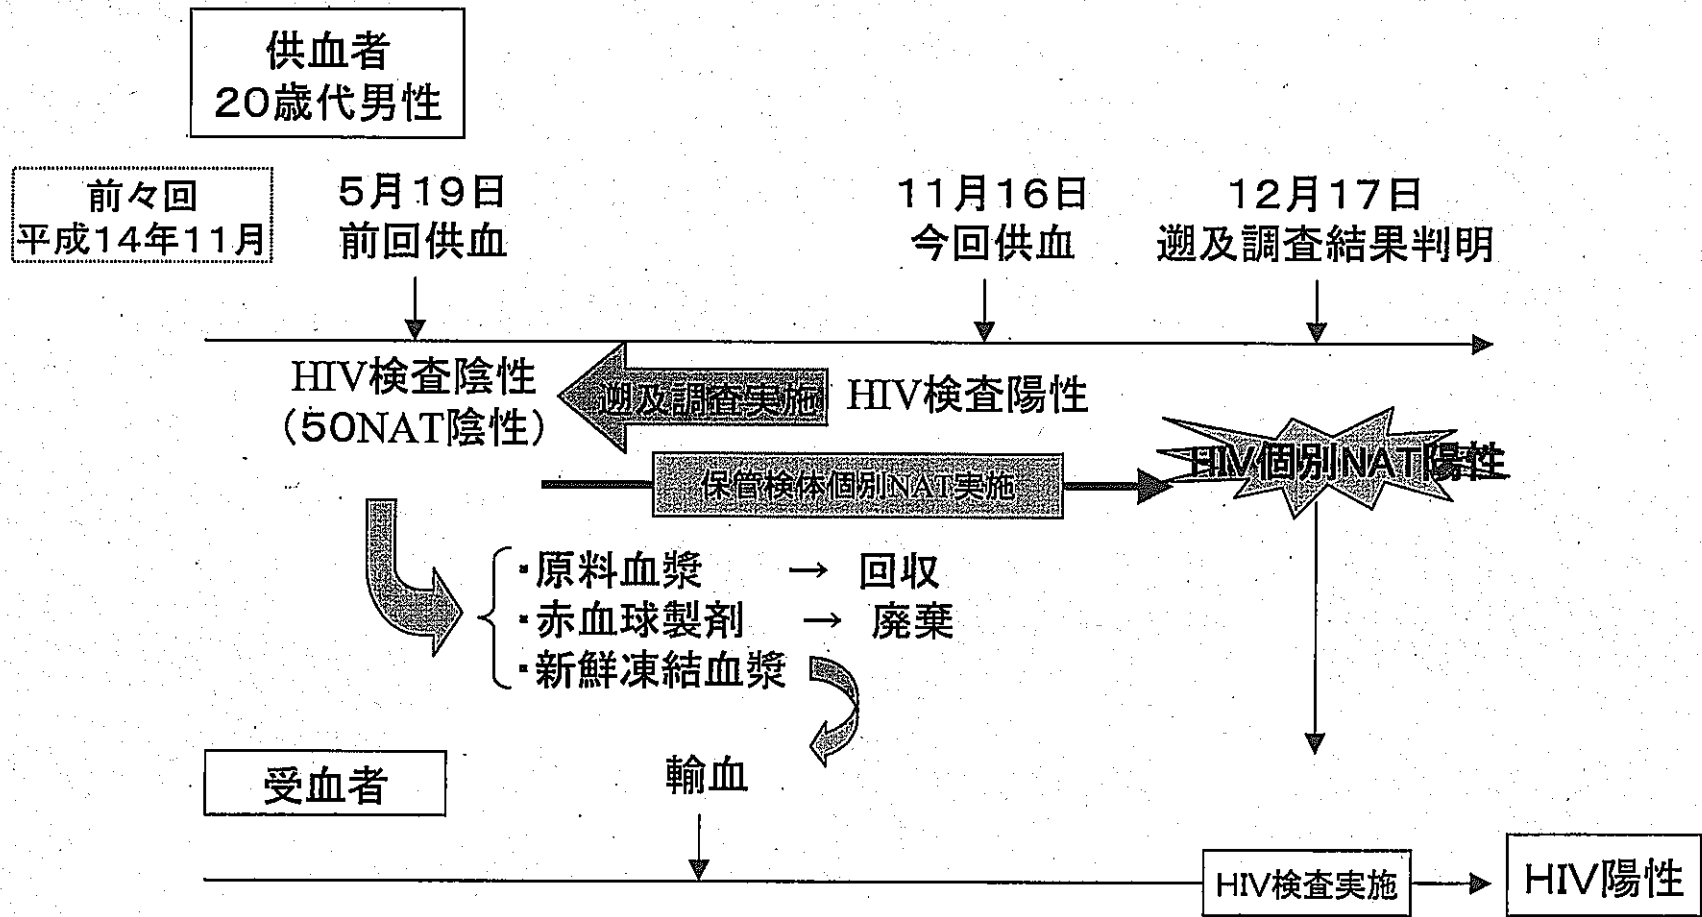 供血者
20歳代男性
前々回
平成14年11月
5月19日
前回供血
11月16日
今回供血
12月17日
遡及調査結果判明
HIV検査陰性
(50NAT陰性)
遡及調査実施
HIV検査陽性
保管検体個別NAT実施
HIV個別NAT陽性
・原料血漿 → 回収
・赤血球製剤 → 廃棄
・新鮮凍結血漿
受血者
輸血
HIV検査実施
HIV陽性